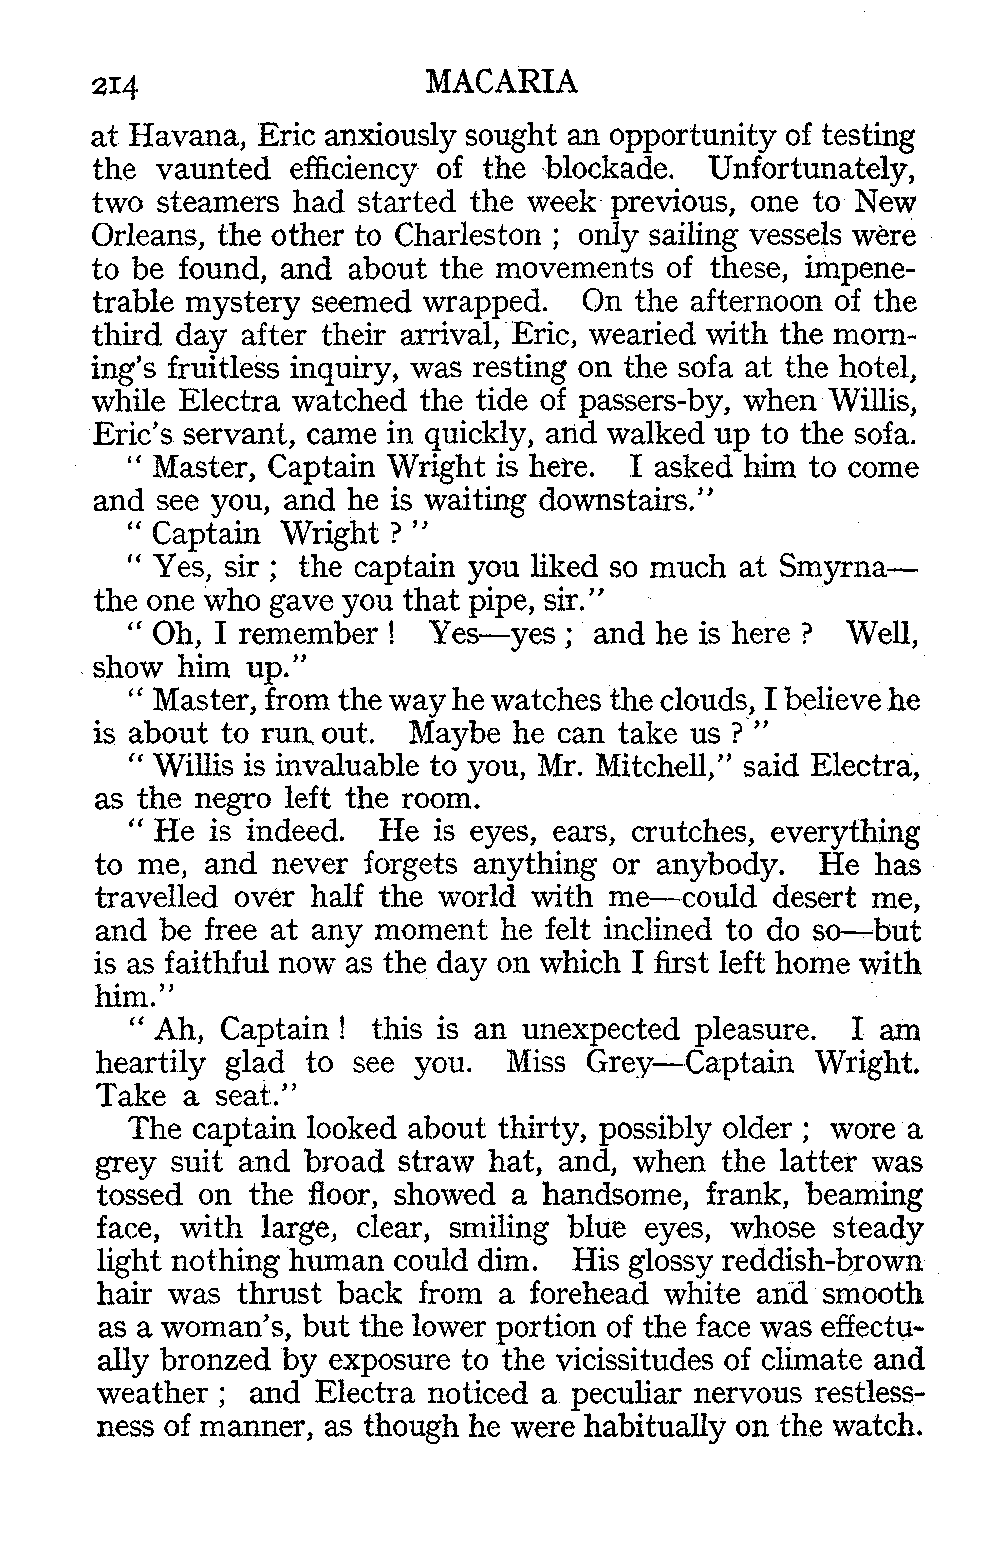 214 MACARIA
at Havana, Eric anxiously sought an opportunity of testing
the vaunted efficiency of the blockade. Unfortunately,
two steamers had started the week previous, one to New
Orleans, the other to Charleston ; only sailing vessels were
to be found, and about the movements of these, impene-
trable mystery seemed wrapped. On the afternoon of the
third day after their arrival, Eric, wearied with the morn-
ing's fruitless inquiry, was resting on the sofa at the hotel,
while Electra watched the tide of passers-by, when Willis,
Eric's servant, came in quickly, and walked up to the sofa.
“ Master, Captain Wright is here. I asked him to come
and see you, and he is waiting downstairs.”
“ Captain Wright ? ”
“ Yes, sir ; the captain you liked so much at Smyrna—
the one who gave you that pipe, sir.”
“ Oh, I remember ! Yes—yes ; and he is here ? Well,
show him up.”
“ Master, from the way he watches the clouds, I believe he
is about to run out. Maybe he can take us ? ”
“ Willis is invaluable to you, Mr. Mitchell,” said Electra,
as the negro left the room.
“ He is indeed. He is eyes, ears, crutches, everything
to me, and never forgets anything or anybody. He has
travelled over half the world with me—could desert me,
and be free at any moment he felt inclined to do so—but
is as faithful now as the day on which I first left home with
him.”
“ Ah, Captain ! this is an unexpected pleasure. I am
heartily glad to see you. Miss Grey—Captain Wright.
Take a seat.”
The captain looked about thirty, possibly older ; wore a
grey suit and broad straw hat, and, when the latter was
tossed on the floor, showed a handsome, frank, beaming
face, with large, clear, smiling blue eyes, whose steady
light nothing human could dim. His glossy reddish-brown
hair was thrust back from a forehead white and smooth
as a woman's, but the lower portion of the face was effectu-
ally bronzed by exposure to the vicissitudes of climate and
weather ; and Electra noticed a peculiar nervous restless-
ness of manner, as though he were habitually on the watch.